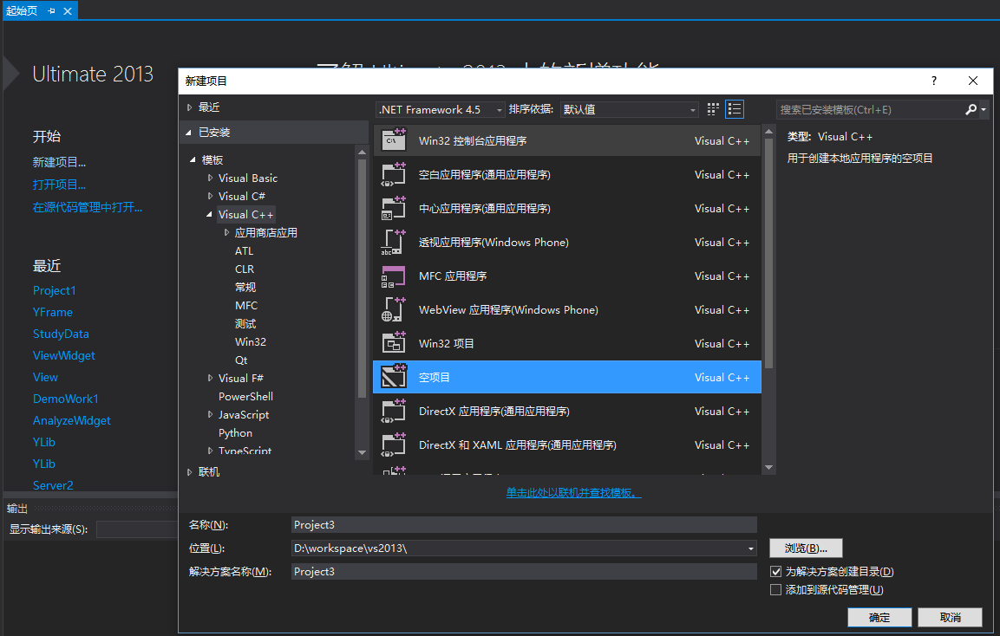 起始页
Ultimate 2013
开始
新建项目...
打开项目...
在源代码管理中打开...
最近
Project1
YFrame
StudyData
ViewWidget
View
DemoWork1
AnalyzeWidget
YLib
YLib
Server2
输出
显示输出来源(S):
新建项目
?
最近
已安装
模板
Visual Basic
Visual C#
Visual C++
应用商店应用
ATL
CLR
常规
MFC
测试
Win32
Qt
Visual F#
PowerShell
JavaScript
Python
TypeScript
联机
.NET Framework 4.5 排序依据: 默认值
搜索已安装模板(Ctrl+E)
Win32 控制台应用程序 Visual C++
空白应用程序(通用应用程序) Visual C++
中心应用程序(通用应用程序) Visual C++
透视应用程序(Windows Phone) Visual C++
MFC 应用程序 Visual C++
WebView 应用程序(Windows Phone) Visual C++
Win32 项目 Visual C++
空项目 Visual C++
DirectX 应用程序(通用应用程序) Visual C++
DirectX 和 XAML 应用程序(通用应用程序) Visual C++
单击此处以联机并查找模板。
类型: Visual C++
用于创建本地应用程序的空项目
名称(N): Project3
位置(L): D:\workspace\vs2013\ 浏览(B)...
解决方案名称(M): Project3
为解决方案创建目录(D)
添加到源代码管理(U)
确定 取消